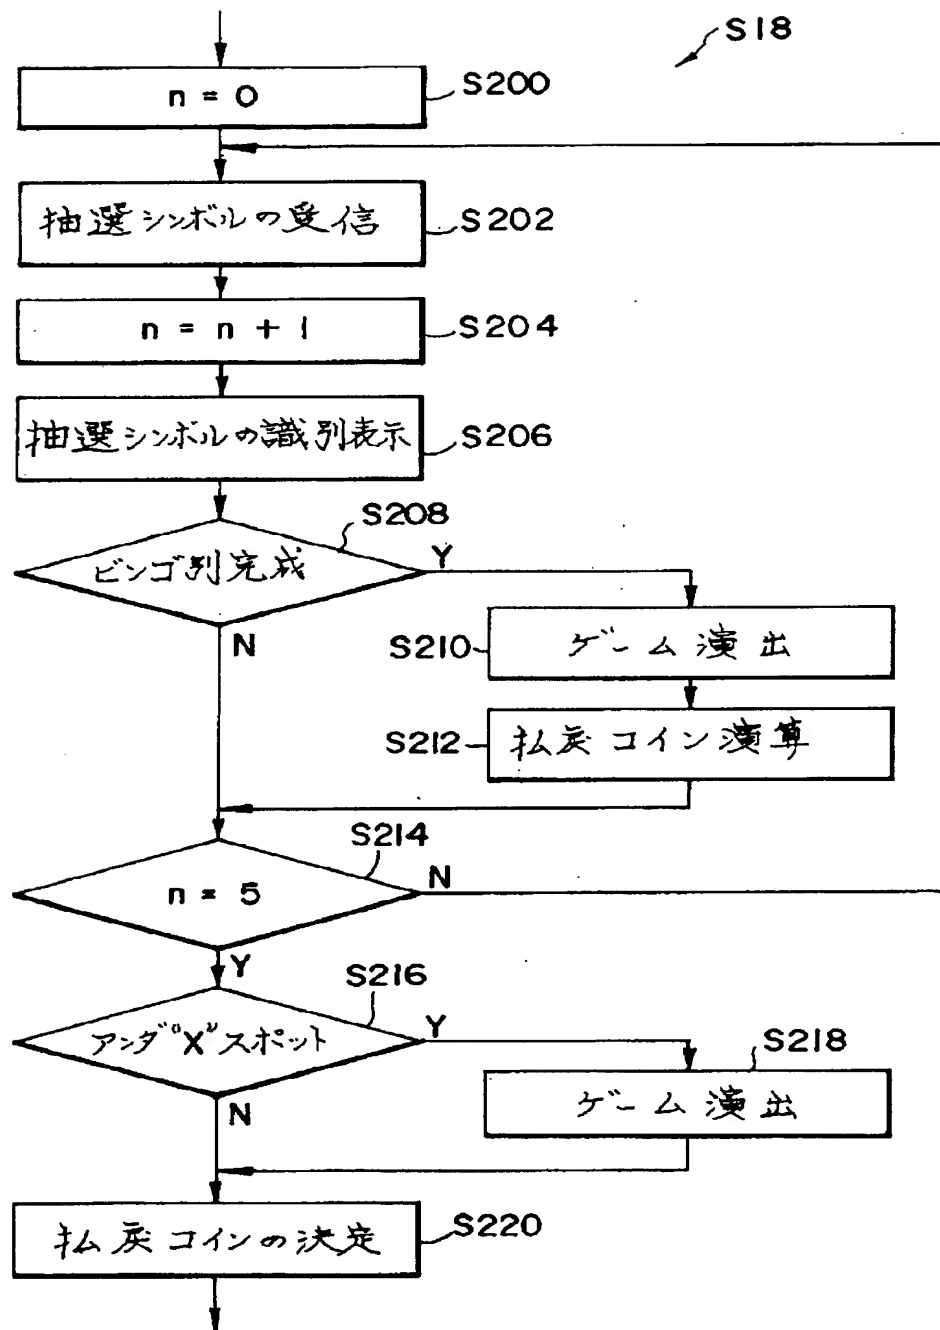 S18
n = 0
S200
抽選シンボルの受信
S202
n = n + 1
S204
抽選シンボルの識別表示
S206
S208
ビンゴ列完成
Y
N
S210
ゲーム演出
S212
払戻コイン演算
S214
n = 5
N
Y
S216
アンダ"X"スポット
Y
N
S218
ゲーム演出
払戻コインの決定
S220